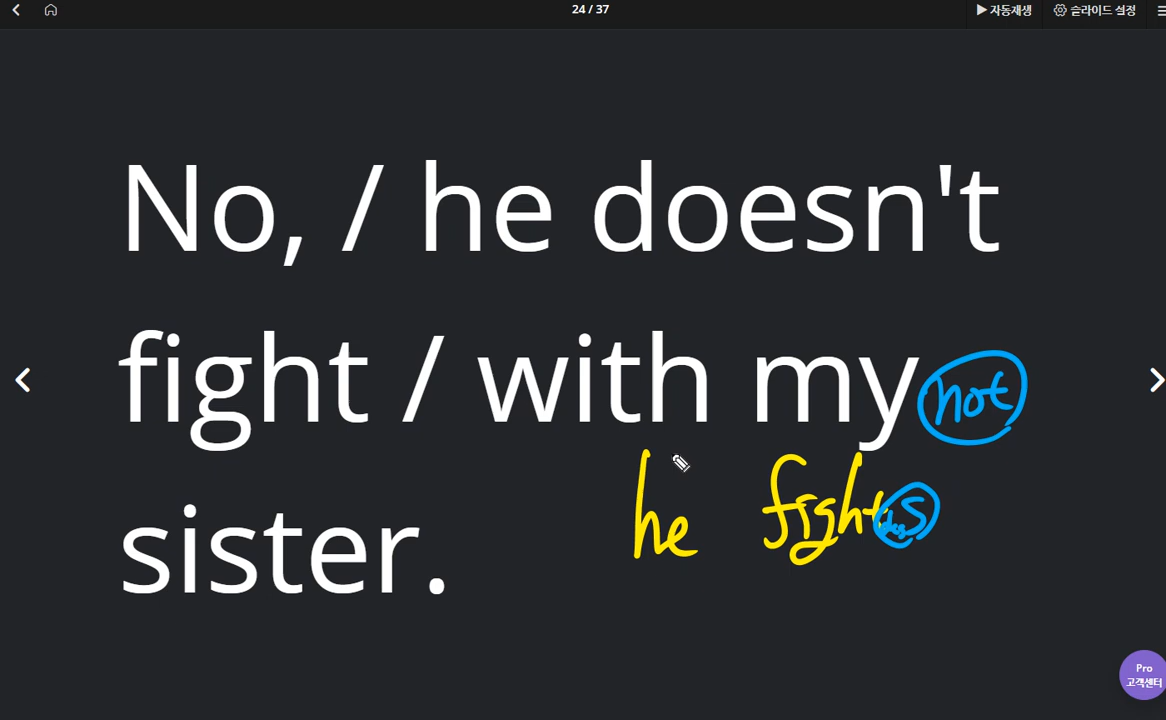 24 / 37
▶ 자동재생
슬라이드 설정
No, / he doesn't
fight / with my
not
he fights
sister.
Pro
고객센터